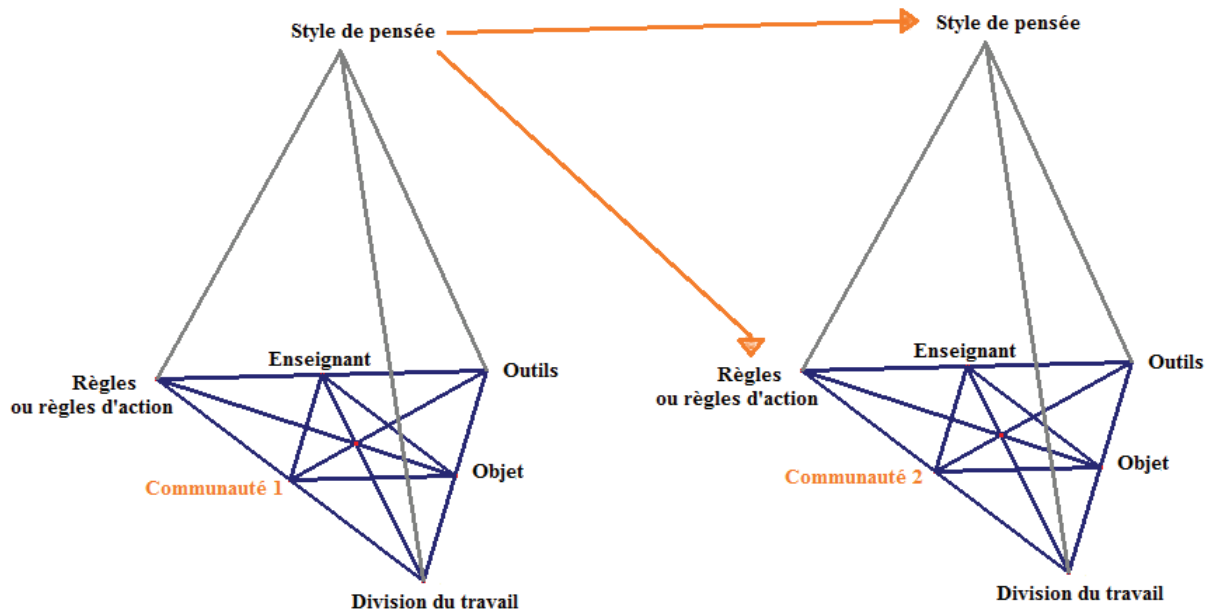 Style de pensée
Style de pensée
Enseignant
Outils
Règles
ou règles d'action
Objet
Communauté 1
Division du travail
Enseignant
Outils
Règles
ou règles d'action
Objet
Communauté 2
Division du travail